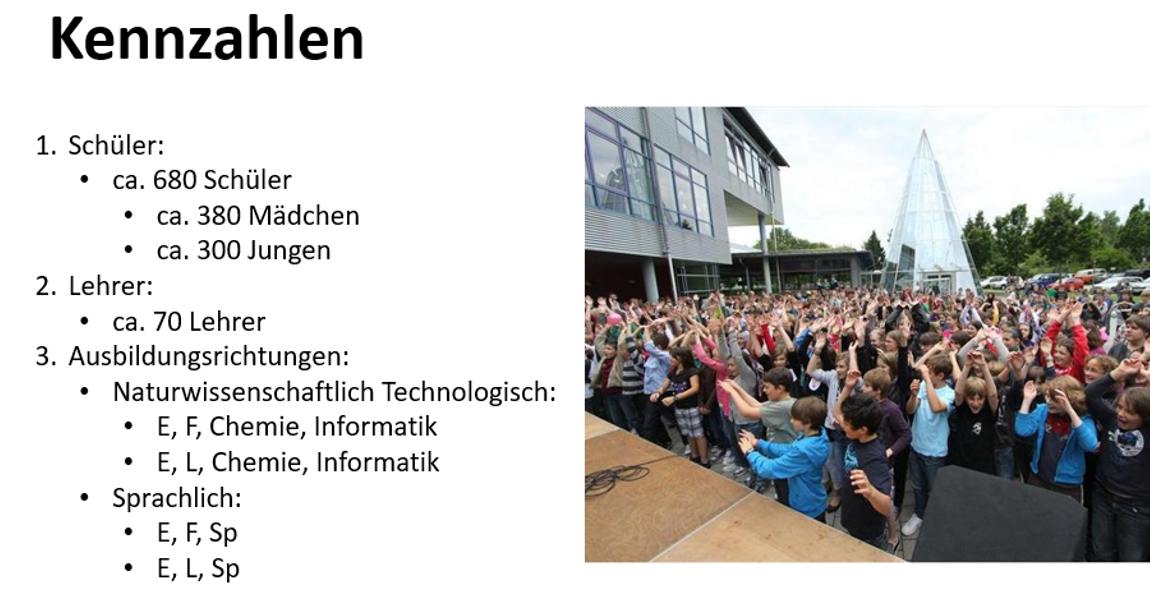 Kennzahlen
1. Schüler:
• ca. 680 Schüler
• ca. 380 Mädchen
• ca. 300 Jungen
2. Lehrer:
• ca. 70 Lehrer
3. Ausbildungsrichtungen:
• Naturwissenschaftlich Technologisch:
• E, F, Chemie, Informatik
• E, L, Chemie, Informatik
• Sprachlich:
• E, F, Sp
• E, L, Sp